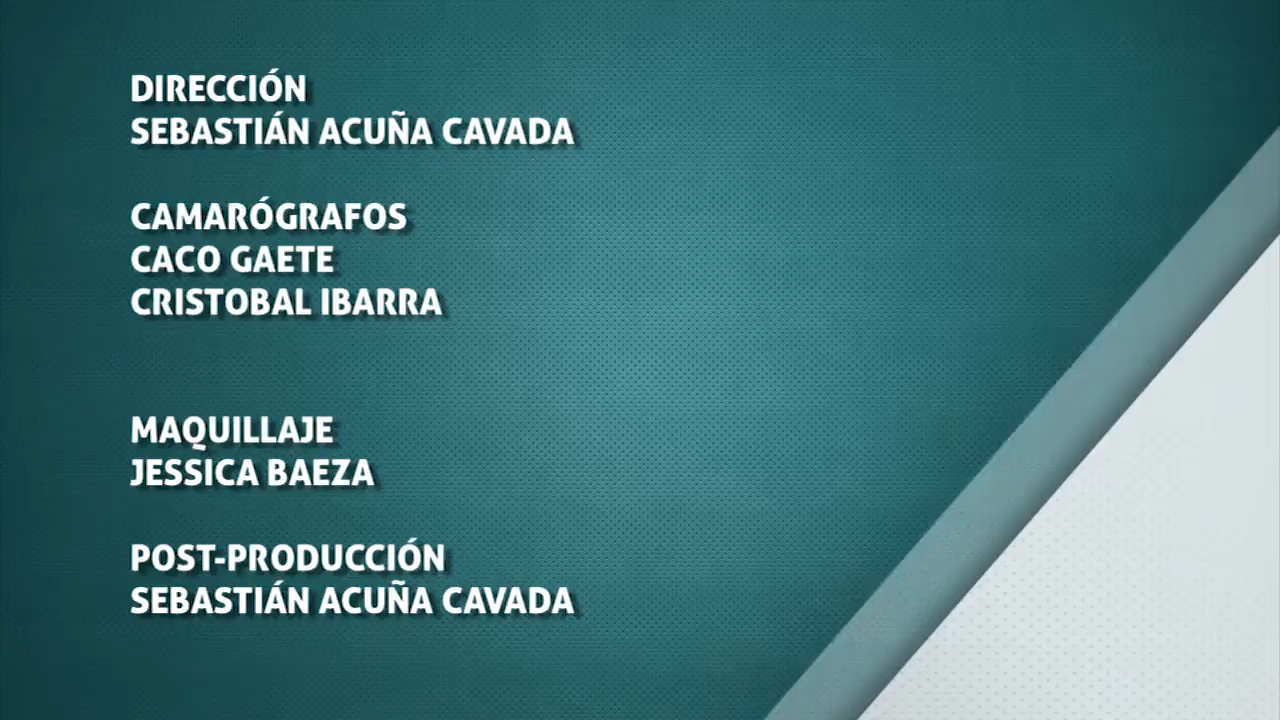 DIRECCIÓN
SEBASTIÁN ACUÑA CAVADA
CAMARÓGRAFOS
CACO GAETE
CRISTOBAL IBARRA
MAQUILLAJE
JESSICA BAEZA
POST-PRODUCCIÓN
SEBASTIÁN ACUÑA CAVADA